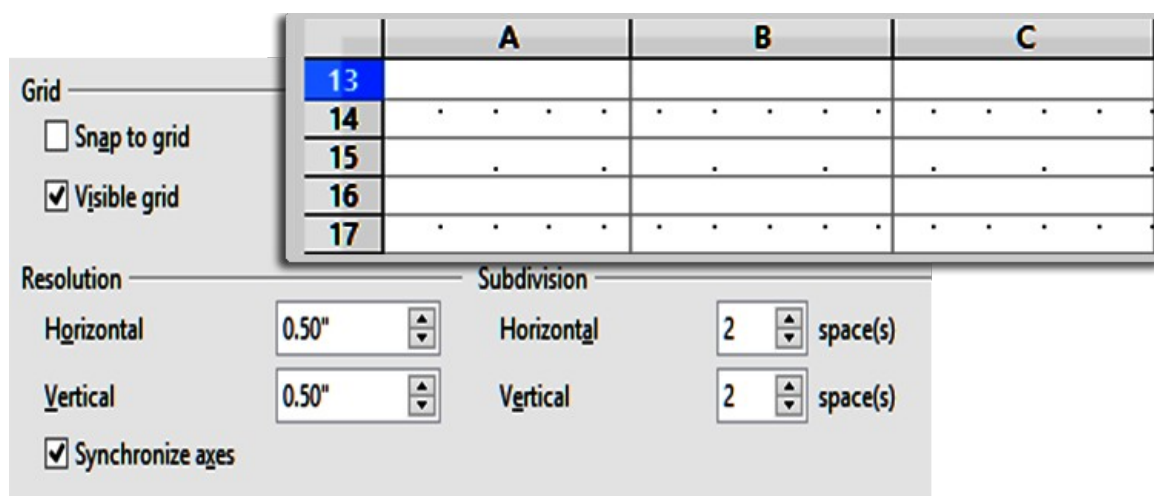 A B C
13
14
15
16
17
Grid
Snap to grid
Visible grid
Resolution Subdivision
Horizontal 0.50" Horizontal 2 space(s)
Vertical 0.50" Vertical 2 space(s)
Synchronize axes